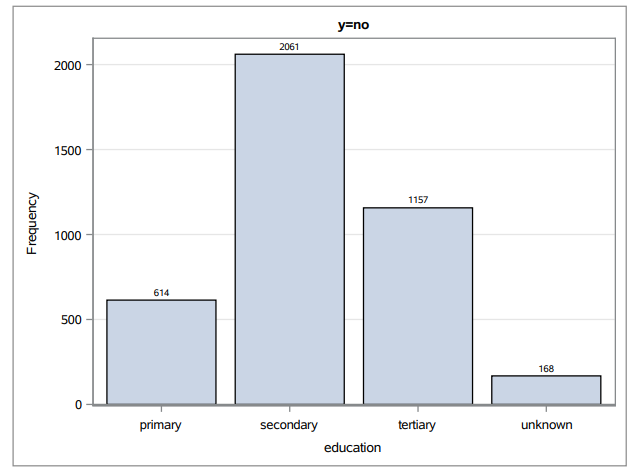 y=no
2061
2000
1500
1157
1000
614
500
168
0
Frequency
primary secondary tertiary unknown
education